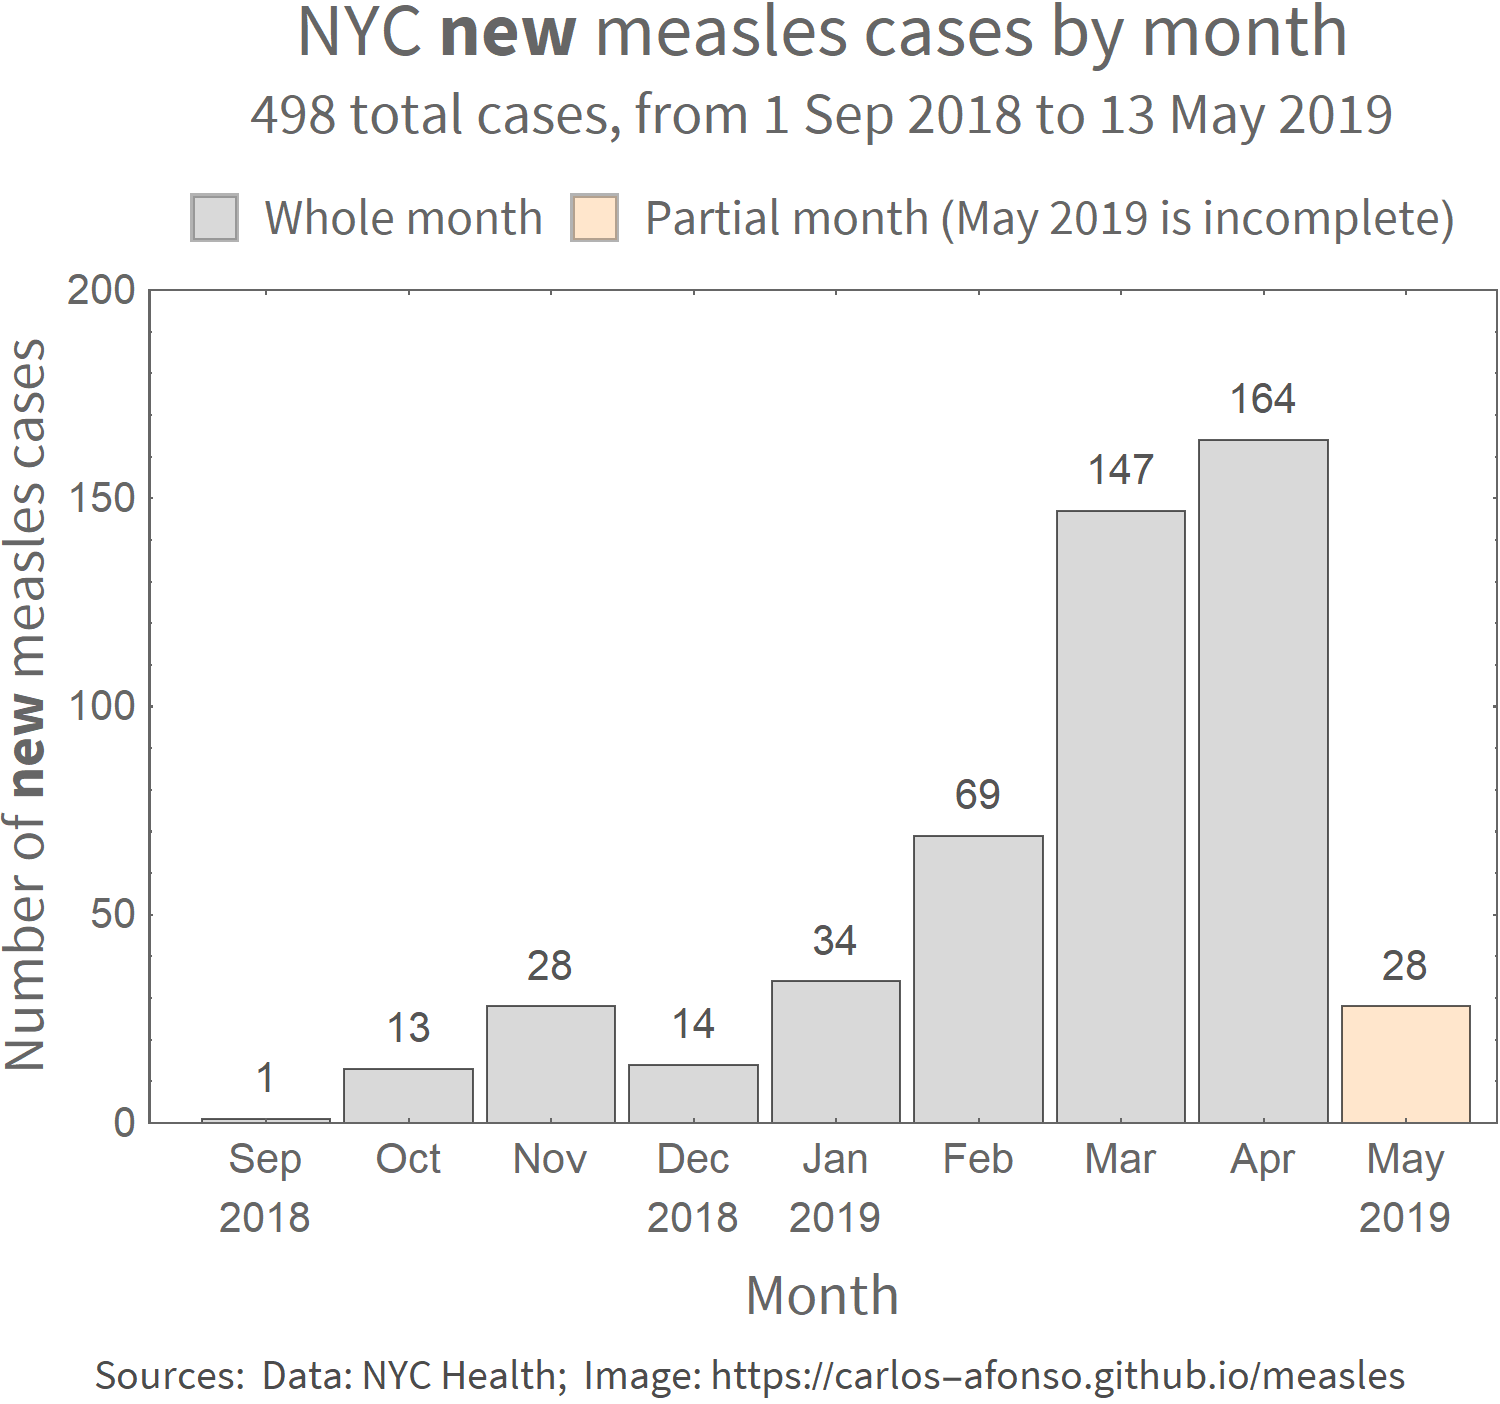 NYC new measles cases by month
498 total cases, from 1 Sep 2018 to 13 May 2019
Whole month
Partial month (May 2019 is incomplete)
Number of new measles cases
200
150
100
50
0
1
13
28
14
34
69
147
164
28
Sep Oct Nov Dec Jan Feb Mar Apr May
2018 2018 2019 2019
Month
Sources: Data: NYC Health; Image: https://carlos–afonso.github.io/measles